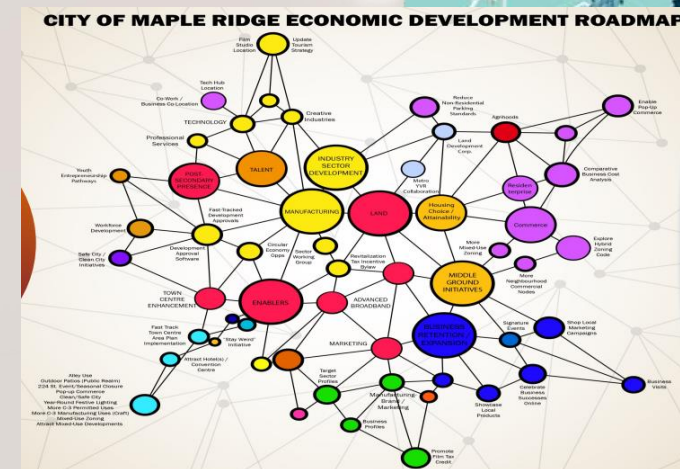 CITY OF MAPLE RIDGE ECONOMIC DEVELOPMENT ROADMAP
Film
Studio
Location
Update
Tourism
Strategy
Tech Hub
Location
Co-Work /
Business Co-Location
TECHNOLOGY
Creative
Industries
Professional
Services
Reduce
Non-Residential
Parking
Standards
Land
Development
Corp.
Agrihoods
Enable
Pop-Up
Commerce
Comparative
Business Cost
Analysis
Youth
Entrepreneurship
Pathways
POST
SECONDARY
PRESENCE
TALENT
INDUSTRY
SECTOR
DEVELOPMENT
Metro
YVR
Collaboration
Fast-Tracked
Development
Approvals
MANUFACTURING
LAND
Housing
Choice /
Attainability
Commerce
Workforce
Development
Development
Approval
Software
Circular
Economy
Opps
Sector
Working
Group
Revitalization
Tax Incentive
Bylaw
More
Mixed-Use
Zoning
Explore
Hybrid
Zoning
Code
More
Neighbourhood
Commercial
Nodes
Safe City /
Clean City
Initiatives
TOWN
CENTRE
ENHANCEMENT
ENABLERS
ADVANCED
BROADBAND
MIDDLE
GROUND
INITIATIVES
Fast Track
Town Centre
Area Plan
Implementation
"Stay Weird"
Initiative
MARKETING
BUSINESS
RETENTION /
EXPANSION
Signature
Events
Shop Local
Marketing
Campaigns
Attract Hotel(s) /
Convention
Centre
Target
Sector
Profiles
Manufacturing
Brand /
Marketing
Showcase
Local
Products
Celebrate
Business
Successes
Online
Business
Visits
Alley Use
Outdoor Patios (Public Realm)
224 St. Event/Seasonal Closure
Pop-up Commerce
Clean/Safe City
Year-Round Festive Lighting
More C-3 Permitted Uses
More C-3 Manufacturing Uses (Craft)
Mixed-Use Zoning
Attract Mixed-Use Developments
Business
Profiles
Promote
Film Tax
Credit